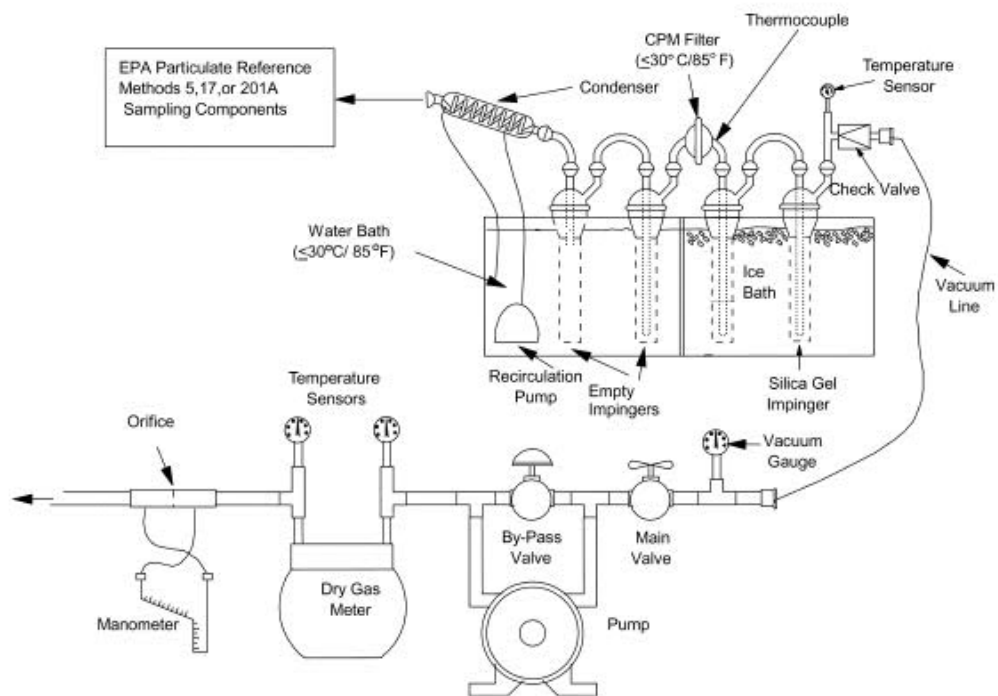 EPA Particulate Reference
Methods 5,17,or 201A
Sampling Components
Condenser
CPM Filter
(≤30° C/85° F)
Thermocouple
Temperature
Sensor
Check Valve
Water Bath
(≤30°C/ 85°F)
Ice
Bath
Vacuum
Line
Recirculation
Pump
Empty
Impingers
Silica Gel
Impinger
Temperature
Sensors
Orifice
Vacuum
Gauge
By-Pass
Valve
Main
Valve
Dry Gas
Meter
Manometer
Pump